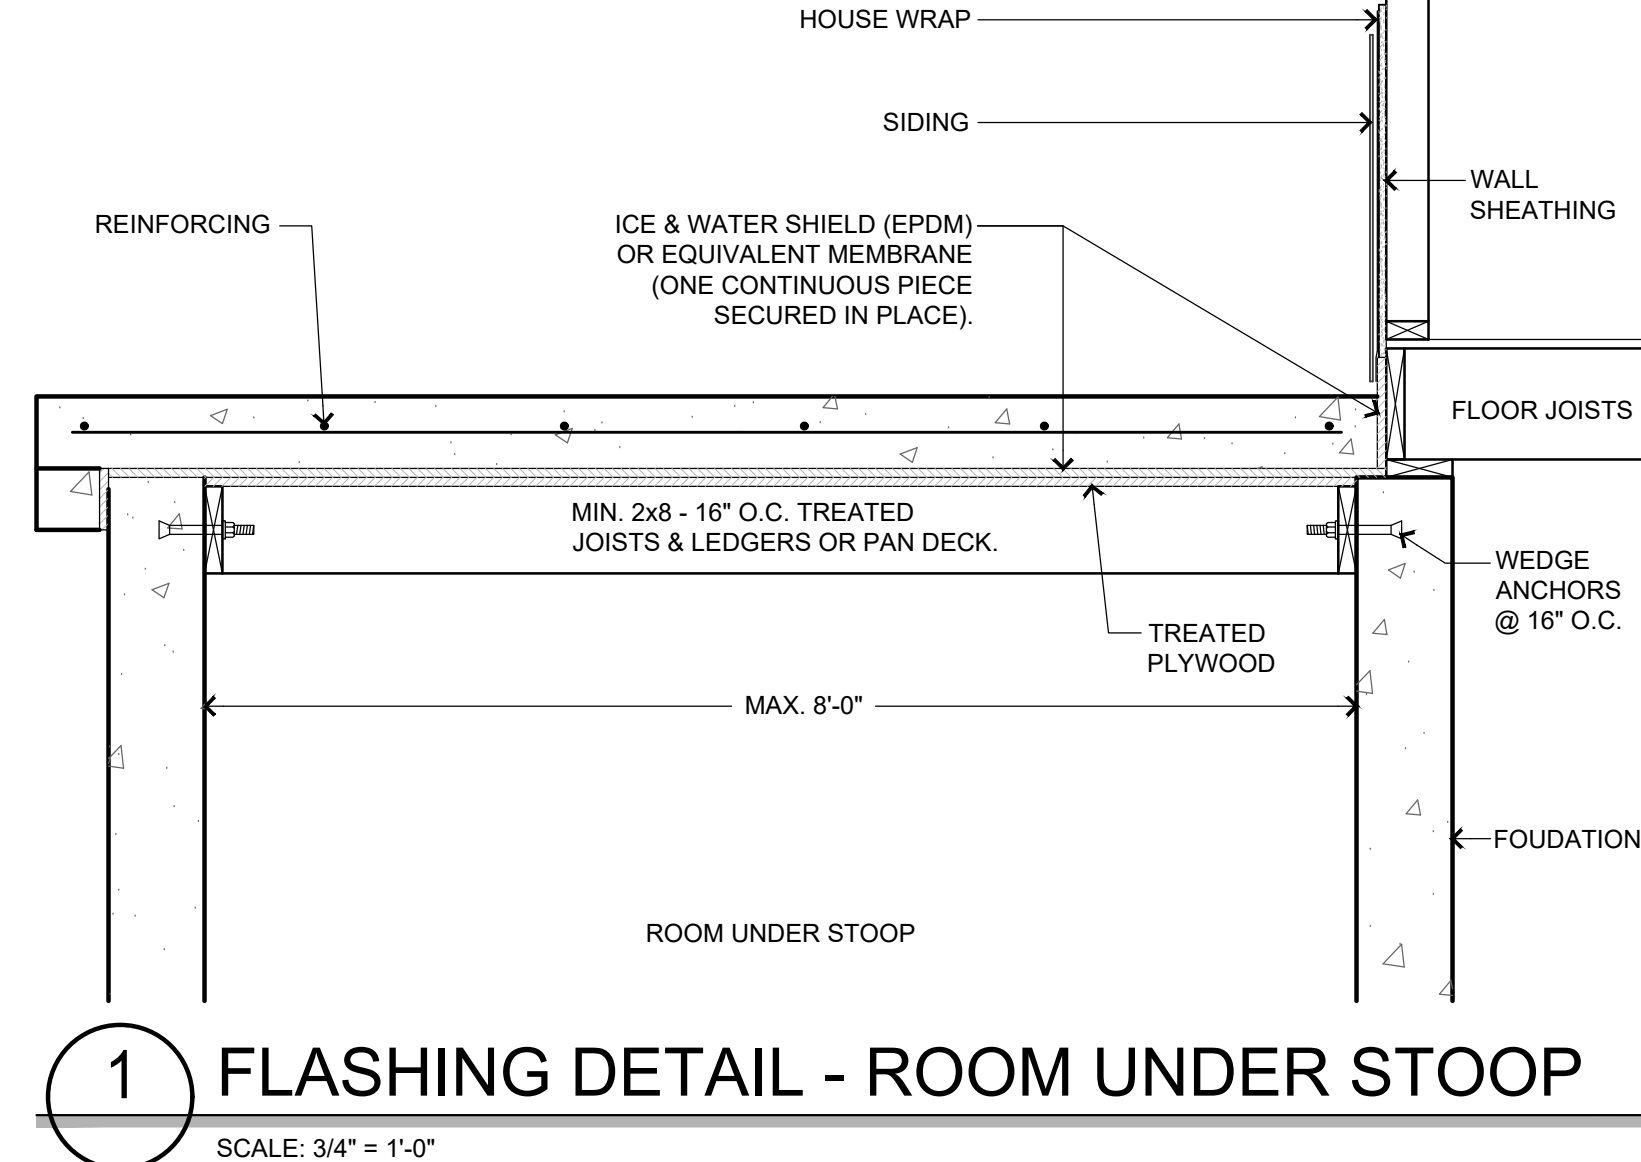 HOUSE WRAP
SIDING
WALL
SHEATHING
REINFORCING
ICE & WATER SHIELD (EPDM)
OR EQUIVALENT MEMBRANE
(ONE CONTINUOUS PIECE
SECURED IN PLACE).
FLOOR JOISTS
MIN. 2x8 - 16" O.C. TREATED
JOISTS & LEDGERS OR PAN DECK.
WEDGE
ANCHORS
@ 16" O.C.
TREATED
PLYWOOD
MAX. 8'-0"
FOUDATION
ROOM UNDER STOOP
1 FLASHING DETAIL - ROOM UNDER STOOP
SCALE: 3/4" = 1'-0"